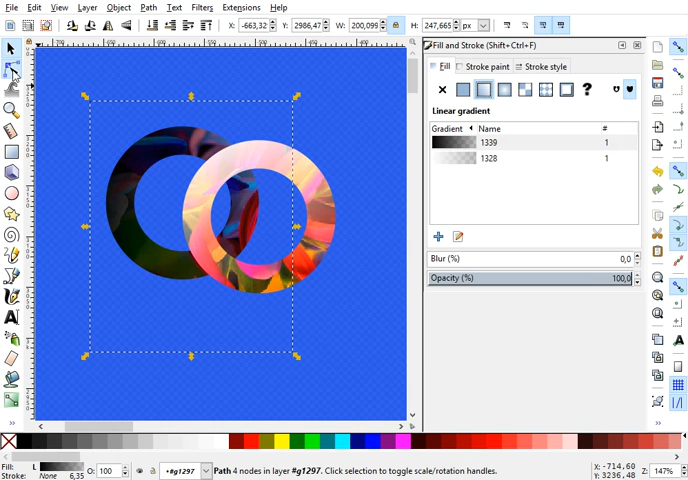 File Edit View Layer Object Path Text Filters Extensions Help
X: -663,32 Y: 2986,47 W: 200,099 H: 247,665 px
Fill and Stroke (Shift+Ctrl+F)
Fill Stroke paint Stroke style
?
Linear gradient
Gradient Name #
1339 1
1328 1
Blur (%) 0,0
Opacity (%) 100,0
Fill: L
Stroke: None 6,35
O: 100
•#g1297
Path 4 nodes in layer #g1297. Click selection to toggle scale/rotation handles.
X: -714,60
Y: 3236,48
Z: 147%